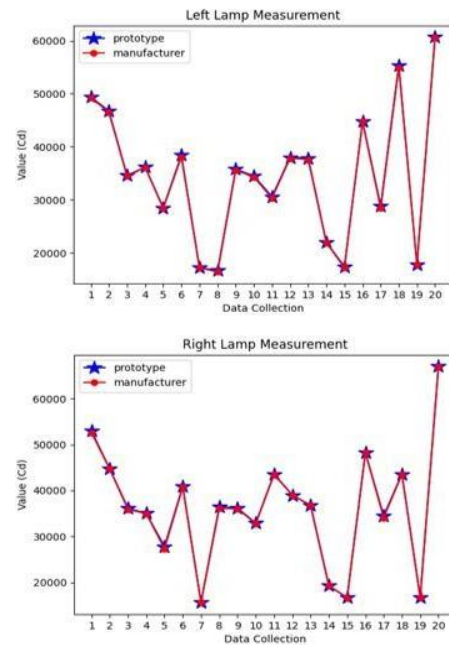 Left Lamp Measurement
prototype
manufacturer
60000
50000
40000
30000
20000
Value (Cd)
1 2 3 4 5 6 7 8 9 10 11 12 13 14 15 16 17 18 19 20
Data Collection
Right Lamp Measurement
prototype
manufacturer
60000
50000
40000
30000
20000
Value (Cd)
1 2 3 4 5 6 7 8 9 10 11 12 13 14 15 16 17 18 19 20
Data Collection